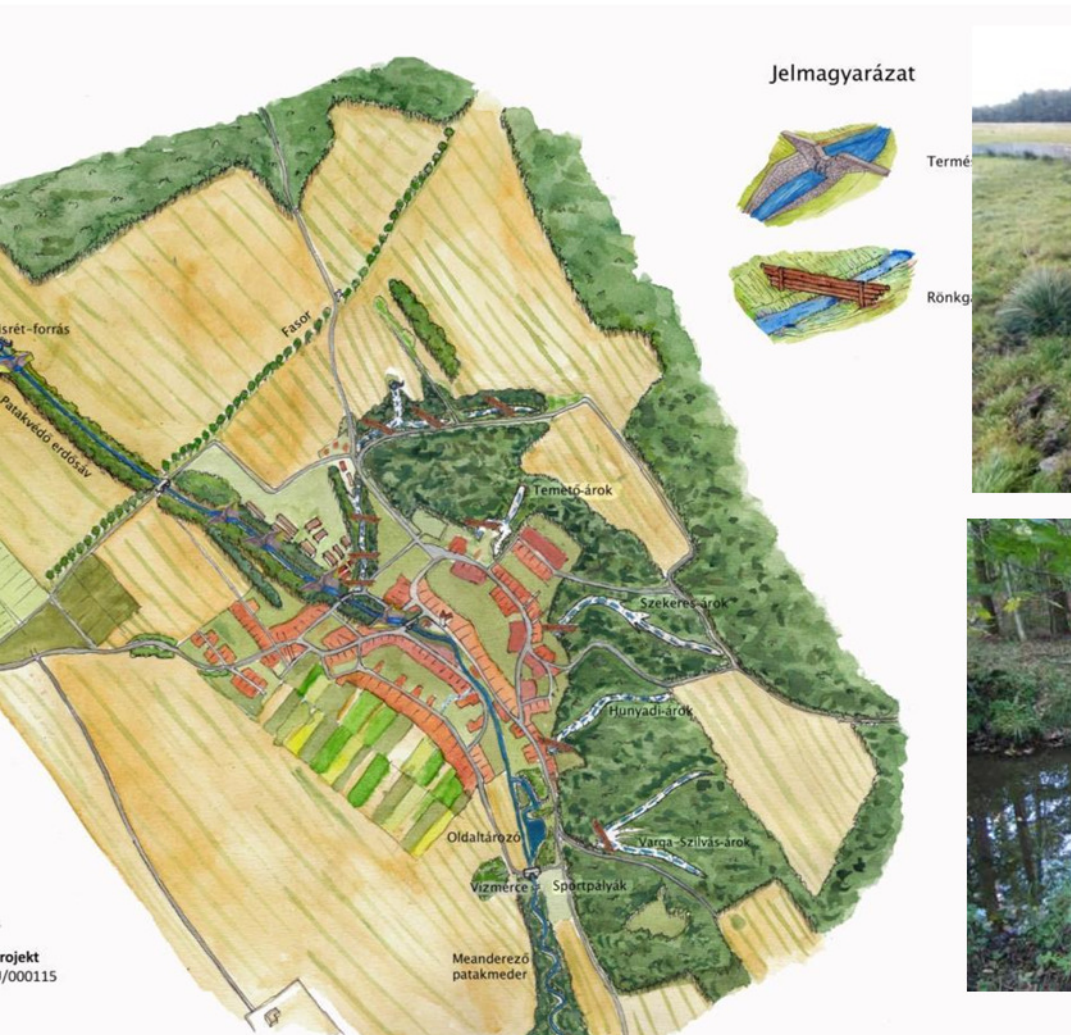 Jelmagyarázat
Termés
Rönkg
isrét-forrás
Fasor
Patakvédő erdősáv
Temető-árok
Szekeres-árok
Hunyadi-árok
Oldaltározó
Varga-Szilvás-árok
Vízmérce
Sportpályák
Meanderező
patakmeder
rojekt
/000115